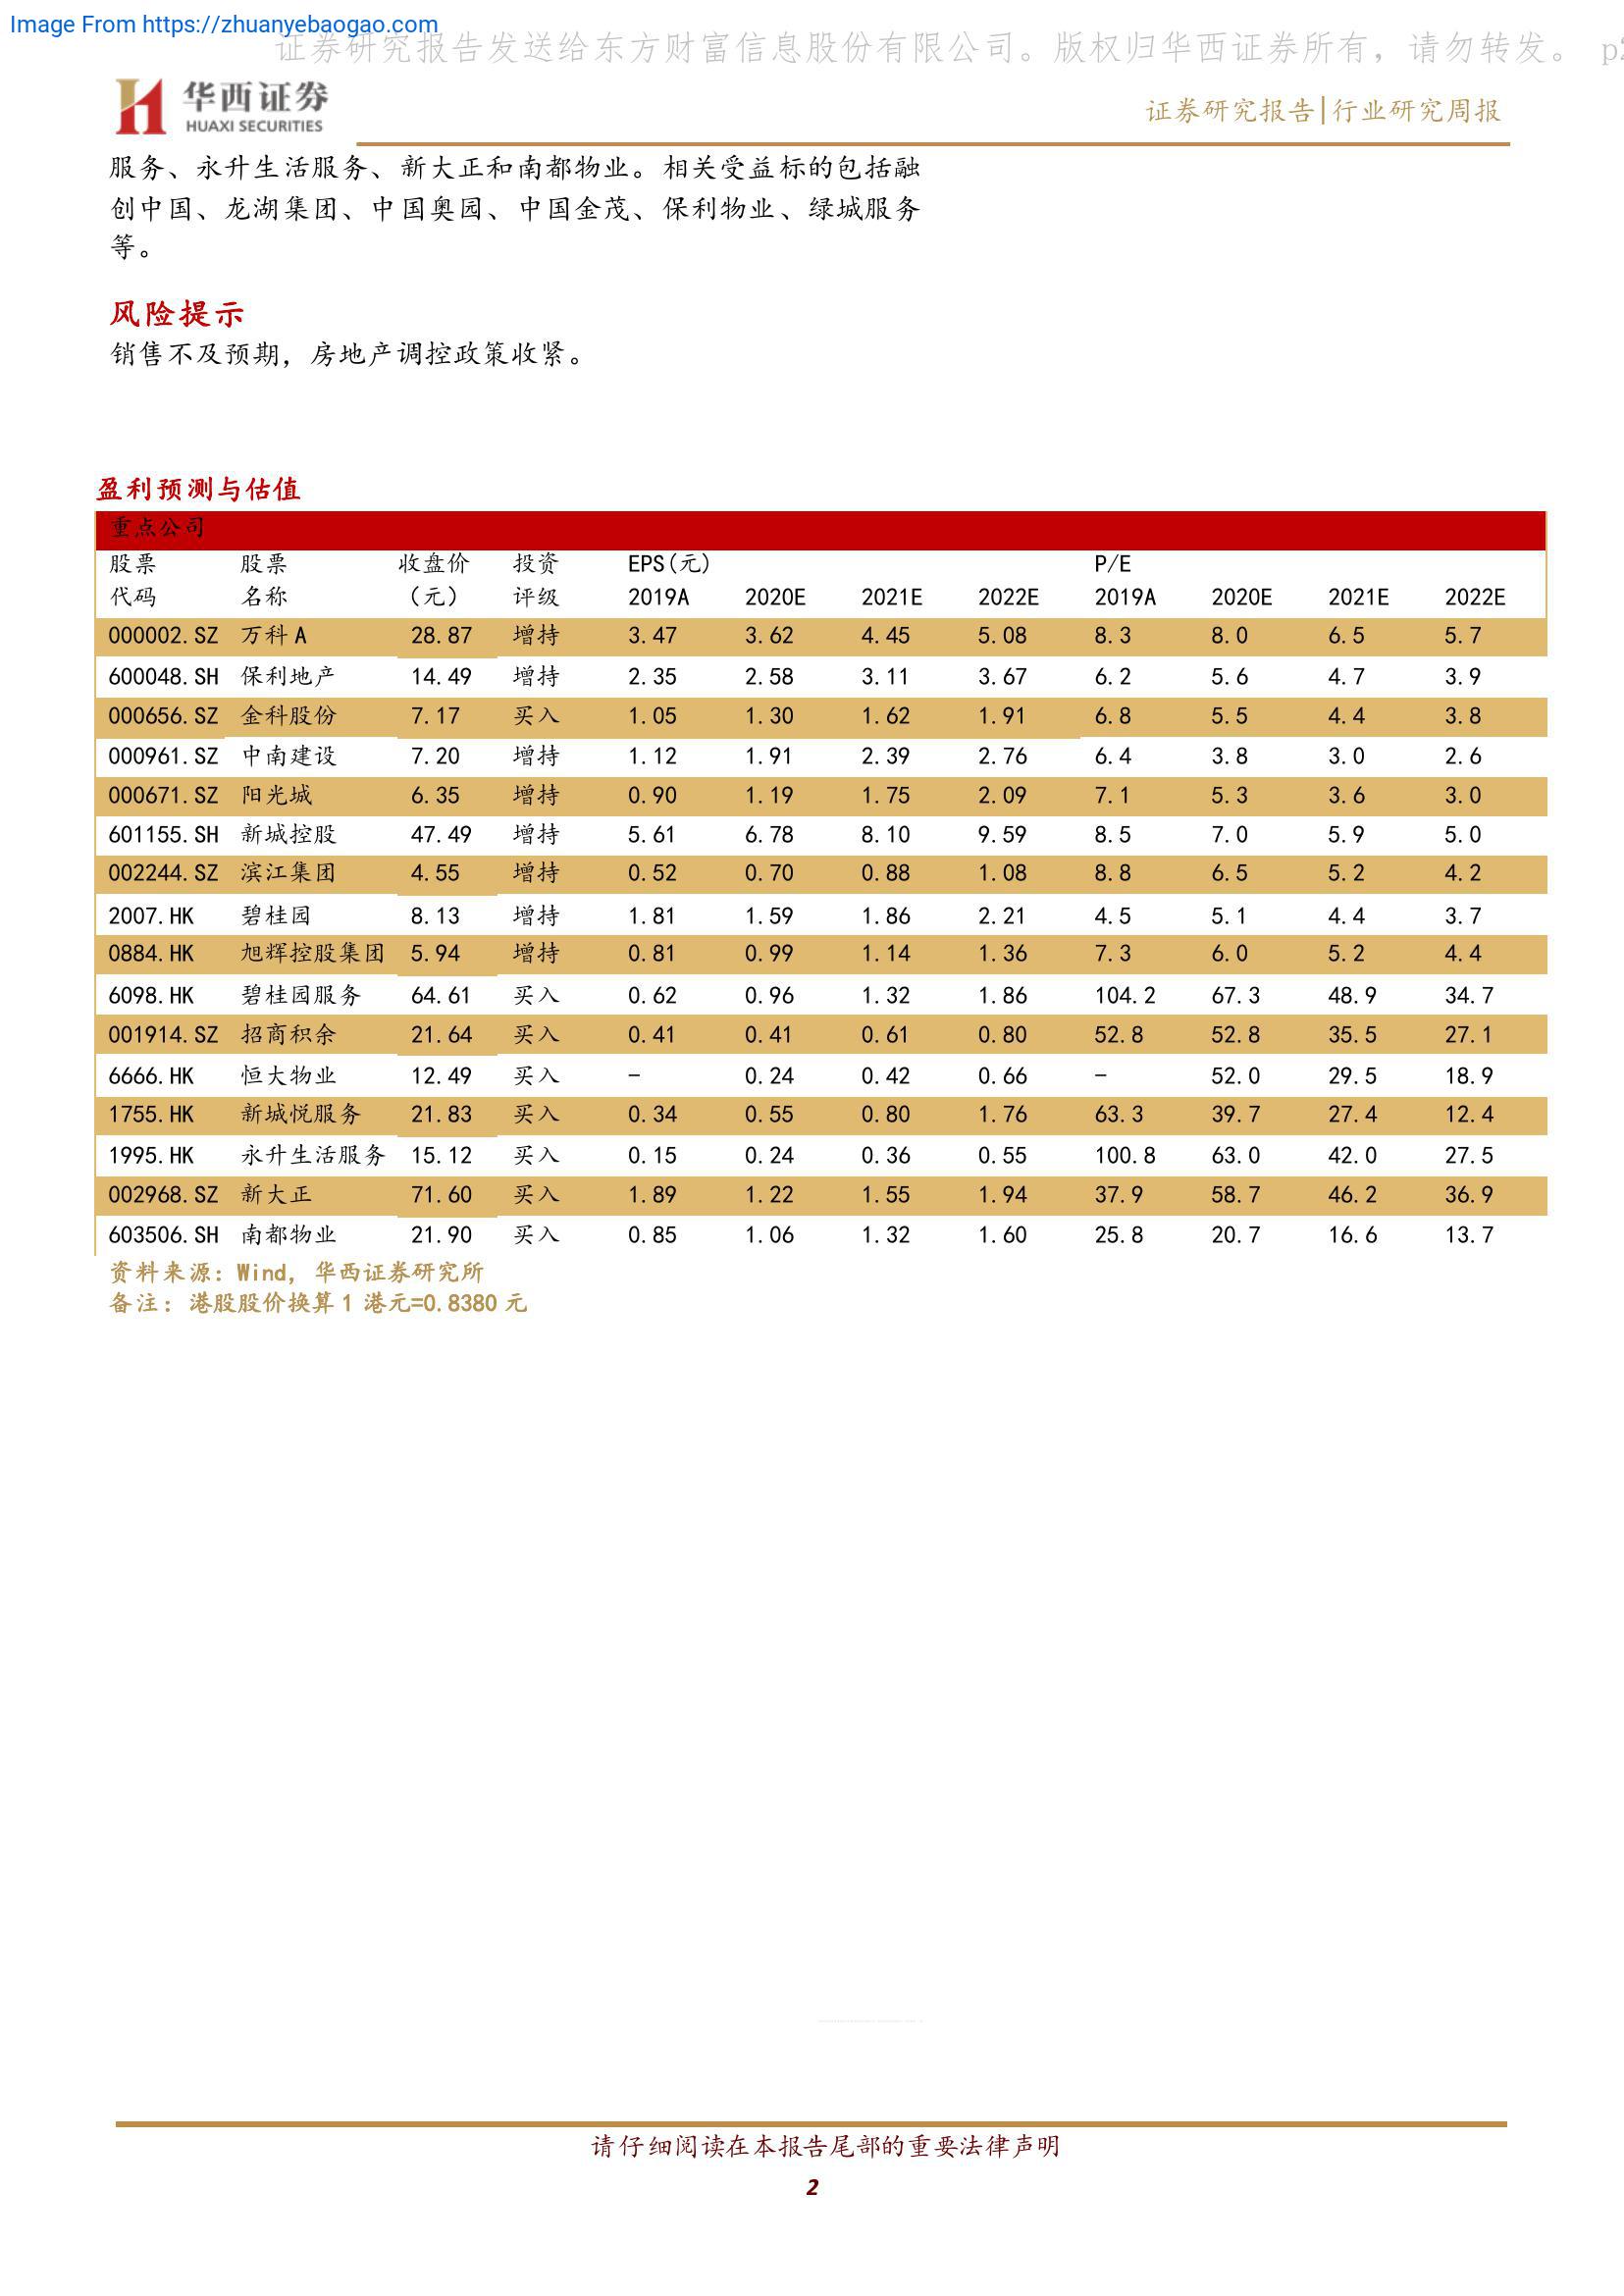 Image From https://zhuanyebaogao.com
证券研究报告发送给东方财富信息股份有限公司。版权归华西证券所有，请勿转发。 p2
华西证券
HUAXI SECURITIES
证券研究报告|行业研究周报
服务、永升生活服务、新大正和南都物业。相关受益标的包括融
创中国、龙湖集团、中国奥园、中国金茂、保利物业、绿城服务
等。
风险提示
销售不及预期，房地产调控政策收紧。
盈利预测与估值
重点公司
股票 股票 收盘价 投资 EPS(元) P/E
代码 名称 （元） 评级 2019A 2020E 2021E 2022E 2019A 2020E 2021E 2022E
000002.SZ 万科A 28.87 增持 3.47 3.62 4.45 5.08 8.3 8.0 6.5 5.7
600048.SH 保利地产 14.49 增持 2.35 2.58 3.11 3.67 6.2 5.6 4.7 3.9
000656.SZ 金科股份 7.17 买入 1.05 1.30 1.62 1.91 6.8 5.5 4.4 3.8
000961.SZ 中南建设 7.20 增持 1.12 1.91 2.39 2.76 6.4 3.8 3.0 2.6
000671.SZ 阳光城 6.35 增持 0.90 1.19 1.75 2.09 7.1 5.3 3.6 3.0
601155.SH 新城控股 47.49 增持 5.61 6.78 8.10 9.59 8.5 7.0 5.9 5.0
002244.SZ 滨江集团 4.55 增持 0.52 0.70 0.88 1.08 8.8 6.5 5.2 4.2
2007.HK 碧桂园 8.13 增持 1.81 1.59 1.86 2.21 4.5 5.1 4.4 3.7
0884.HK 旭辉控股集团 5.94 增持 0.81 0.99 1.14 1.36 7.3 6.0 5.2 4.4
6098.HK 碧桂园服务 64.61 买入 0.62 0.96 1.32 1.86 104.2 67.3 48.9 34.7
001914.SZ 招商积余 21.64 买入 0.41 0.41 0.61 0.80 52.8 52.8 35.5 27.1
6666.HK 恒大物业 12.49 买入 - 0.24 0.42 0.66 - 52.0 29.5 18.9
1755.HK 新城悦服务 21.83 买入 0.34 0.55 0.80 1.76 63.3 39.7 27.4 12.4
1995.HK 永升生活服务 15.12 买入 0.15 0.24 0.36 0.55 100.8 63.0 42.0 27.5
002968.SZ 新大正 71.60 买入 1.89 1.22 1.55 1.94 37.9 58.7 46.2 36.9
603506.SH 南都物业 21.90 买入 0.85 1.06 1.32 1.60 25.8 20.7 16.6 13.7
资料来源：Wind，华西证券研究所
备注：港股股价换算1 港元=0.8380 元
请仔细阅读在本报告尾部的重要法律声明
2